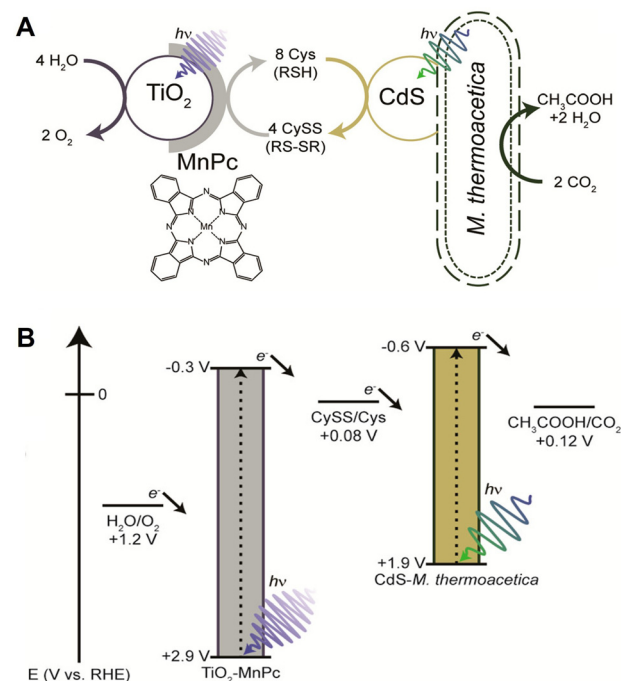 A
hν
hν
4 H₂O
8 Cys
(RSH)
TiO₂
CdS
M. thermoacetica
CH₃COOH
+2 H₂O
2 O₂
4 CySS
(RS-SR)
2 CO₂
MnPc
N
N
N
N
Mn
N
N
N
N
B
0
-0.3 V
e⁻
-0.6 V
e⁻
CySS/Cys
+0.08 V
e⁻
CH₃COOH/CO₂
+0.12 V
H₂O/O₂
+1.2 V
e⁻
hν
hν
+1.9 V
CdS-M. thermoacetica
+2.9 V
TiO₂-MnPc
E (V vs. RHE)